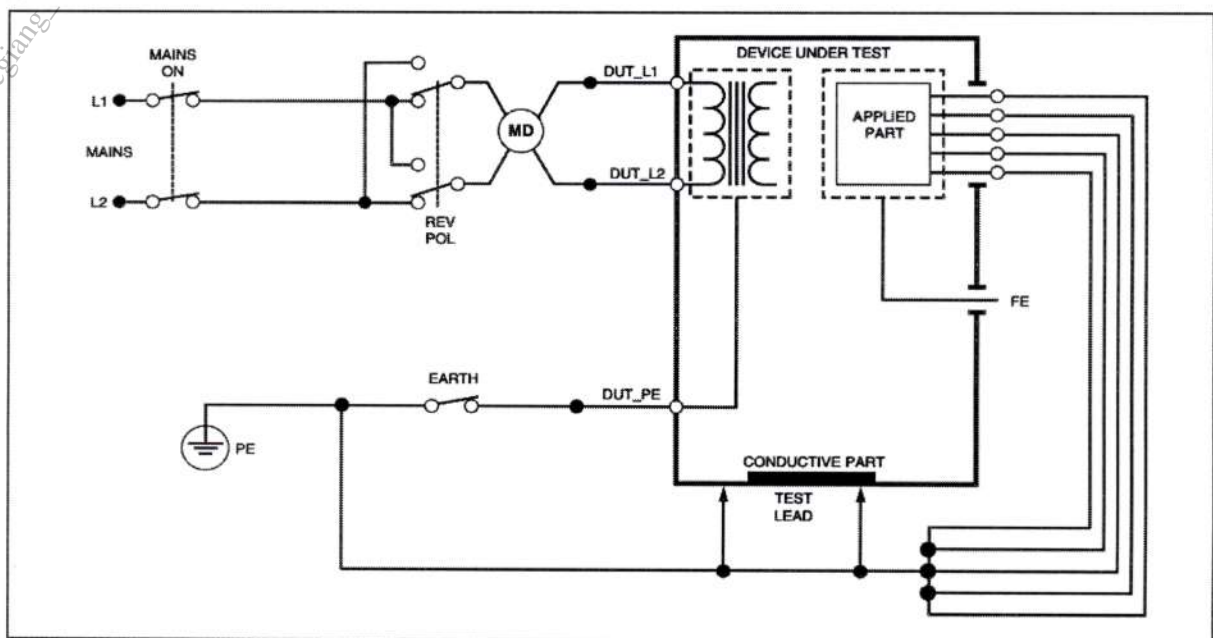 MAINS
ON
L1
MAINS
L2
REV
POL
MD
DUT_L1
DUT_L2
DEVICE UNDER TEST
APPLIED
PART
FE
EARTH
DUT_PE
PE
CONDUCTIVE PART
TEST
LEAD